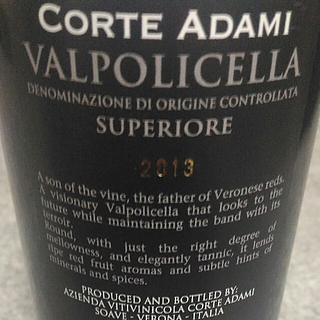 CORTE ADAMI
VALPOLICELLA
DENOMINAZIONE DI ORIGINE CONTROLLATA
SUPERIORE
2013
A son of the vine, the father of Veronese reds.
A visionary Valpolicella that looks to the
future while maintaining the band with its
terroir.
Round, with just the right degree of
mellowness, and elegantly tannic, it lends
ripe red fruit aromas and subtle hints of
minerals and spices.
PRODUCED AND BOTTLED BY:
AZIENDA VITIVINICOLA CORTE ADAMI
SOAVE - VERONA - ITALIA